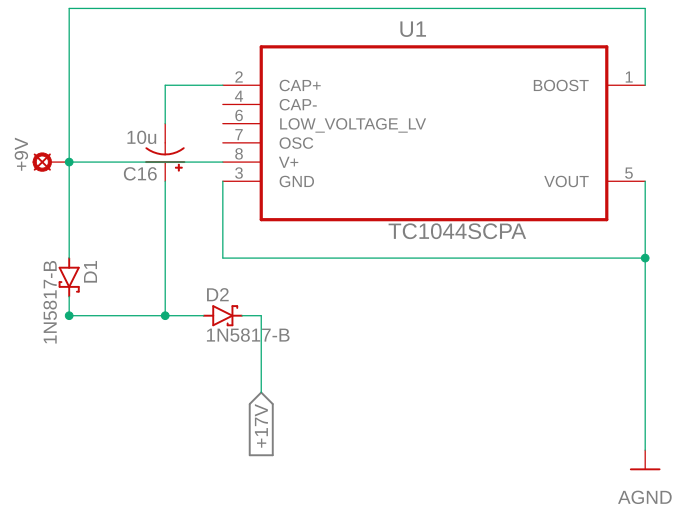 U1
2 CAP+ BOOST 1
4 CAP-
6 LOW_VOLTAGE_LV
7 OSC
8 V+
3 GND VOUT 5
TC1044SCPA
10u
C16
+
+9V
D1
1N5817-B
D2
1N5817-B
+17V
AGND